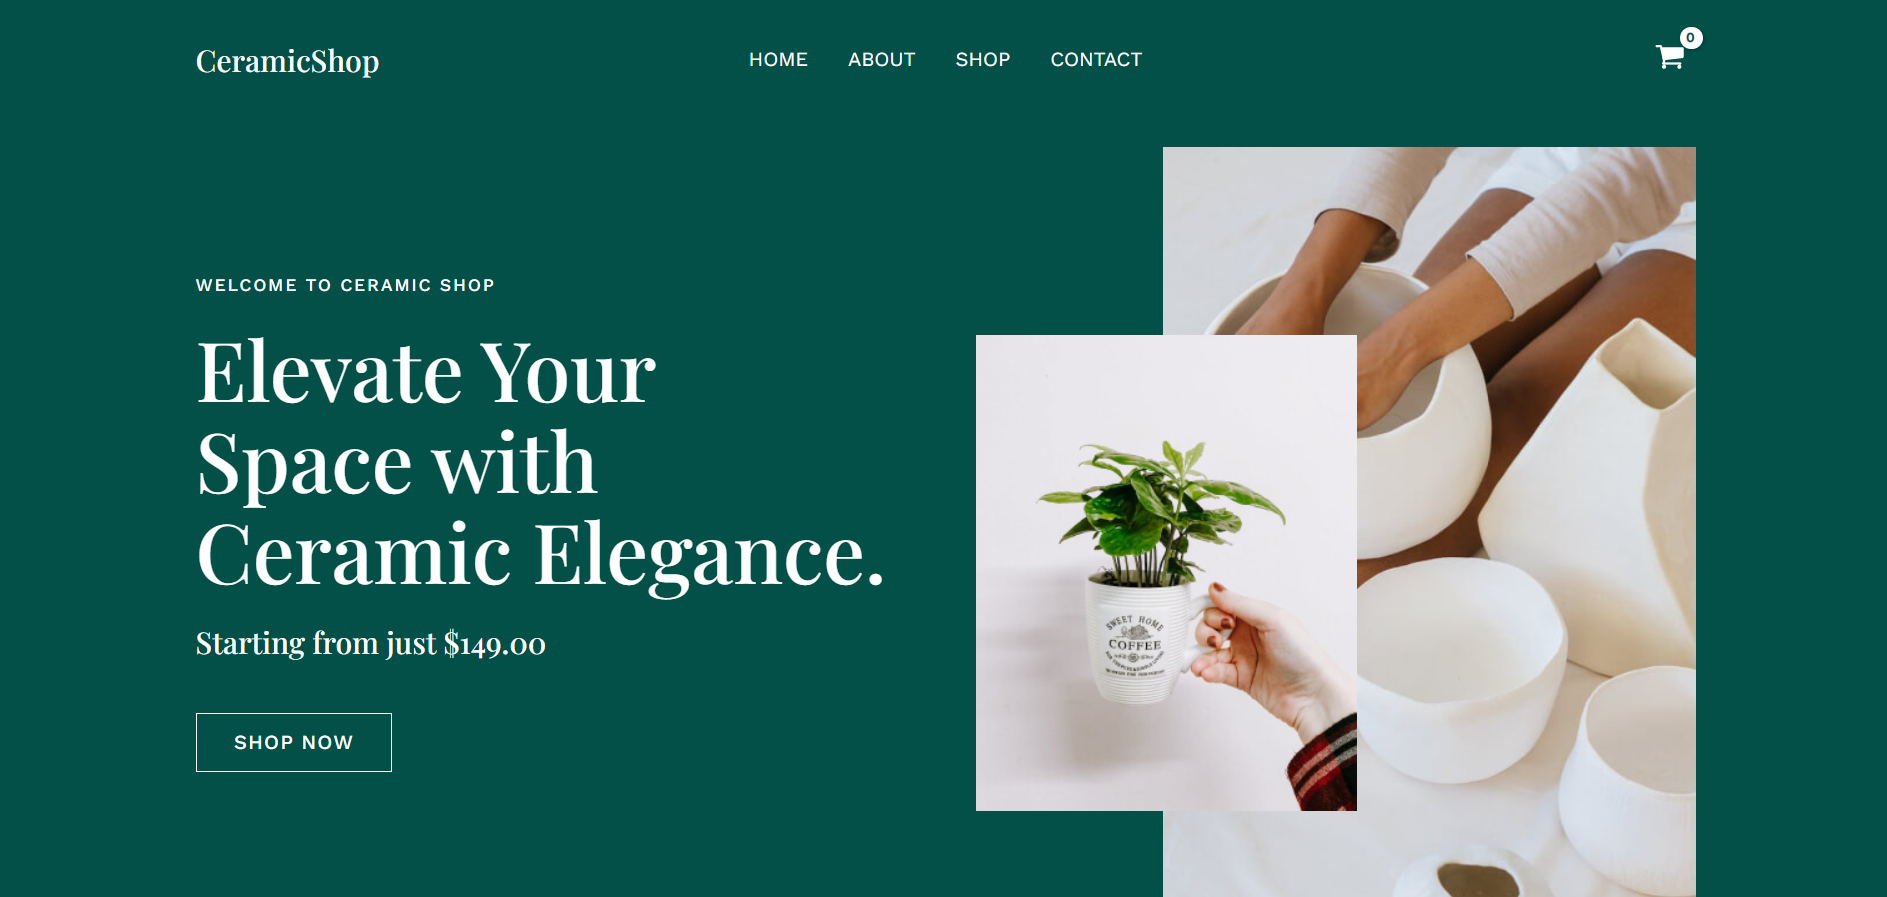 CeramicShop
HOME ABOUT SHOP CONTACT
0
WELCOME TO CERAMIC SHOP
Elevate Your
Space with
Ceramic Elegance.
Starting from just $149.00
SHOP NOW
SWEET HOME
COFFEE